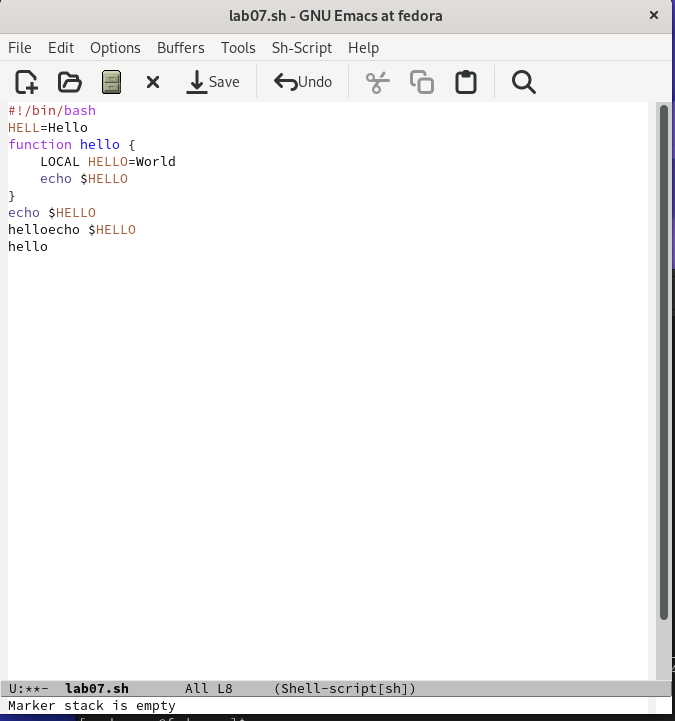 lab07.sh - GNU Emacs at fedora
File Edit Options Buffers Tools Sh-Script Help
Save Undo
#!/bin/bash
HELL=Hello
function hello {
    LOCAL HELLO=World
    echo $HELLO
}
echo $HELLO
helloecho $HELLO
hello
U:**-  lab07.sh       All L8     (Shell-script[sh])
Marker stack is empty